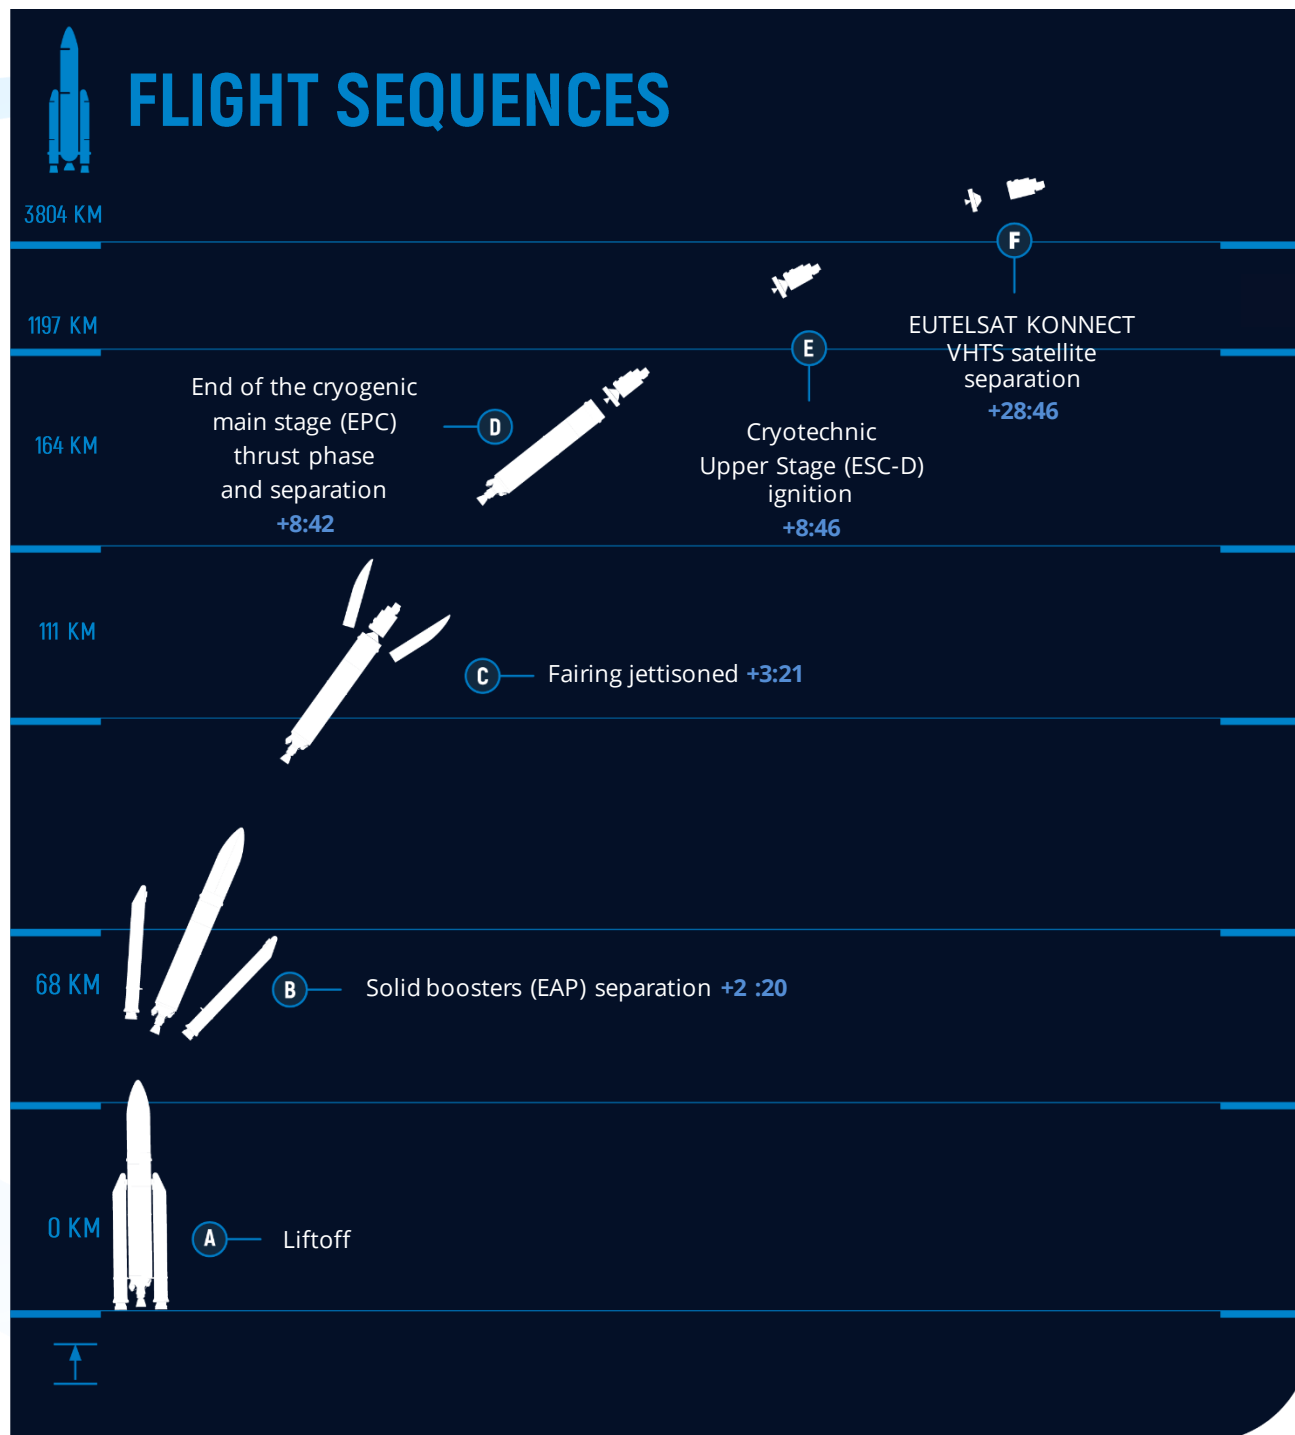 FLIGHT SEQUENCES
3804 KM
F
1197 KM
EUTELSAT KONNECT
VHTS satellite
separation
+28:46
E
Cryotechnic
Upper Stage (ESC-D)
ignition
+8:46
164 KM
End of the cryogenic
main stage (EPC)
thrust phase
and separation
+8:42
D
111 KM
C
Fairing jettisoned +3:21
68 KM
B
Solid boosters (EAP) separation +2 :20
0 KM
A
Liftoff